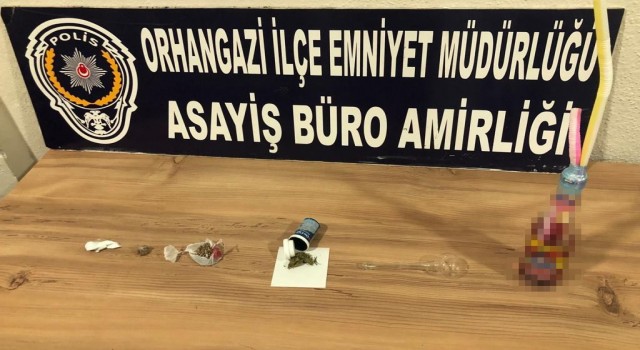 POLİS
ORHANGAZİ İLÇE EMNİYET MÜDÜRLÜĞÜ
ASAYİŞ BÜRO AMİRLİĞİ